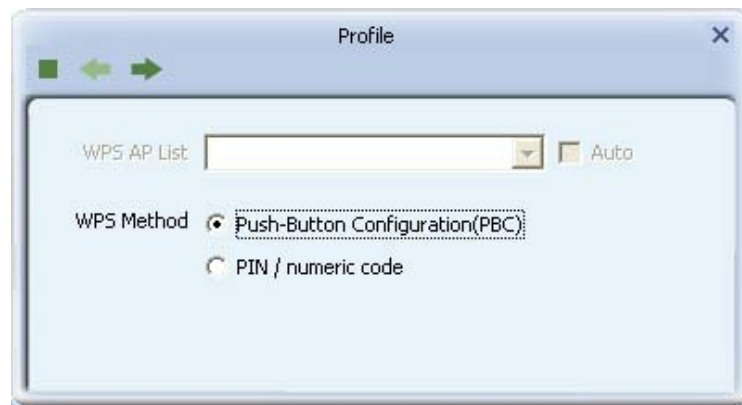 Profile
WPS AP List Auto
WPS Method Push-Button Configuration(PBC)
PIN / numeric code